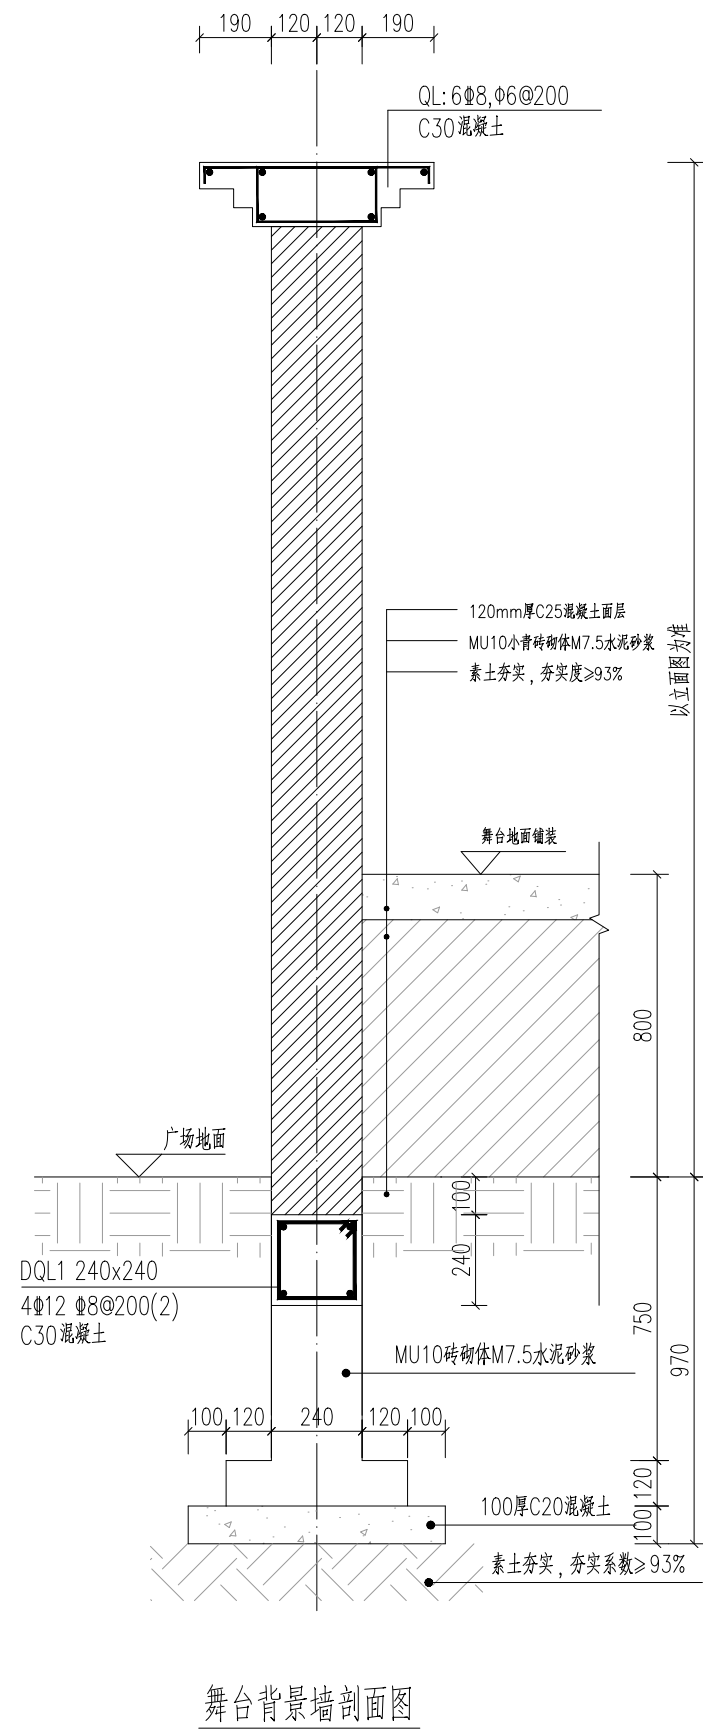 190 120 120 190
QL: 6Φ8,Φ6@200
C30混凝土
120mm厚C25混凝土面层
MU10小青砖砌体M7.5水泥砂浆
素土夯实，夯实度≥93%
以立面图为准
舞台地面铺装
800
广场地面
100
240
DQL1 240x240
4Φ12 Φ8@200(2)
C30混凝土
750
970
MU10砖砌体M7.5水泥砂浆
100 120 240 120 100
120
100厚C20混凝土
100
素土夯实，夯实系数≥93%
舞台背景墙剖面图